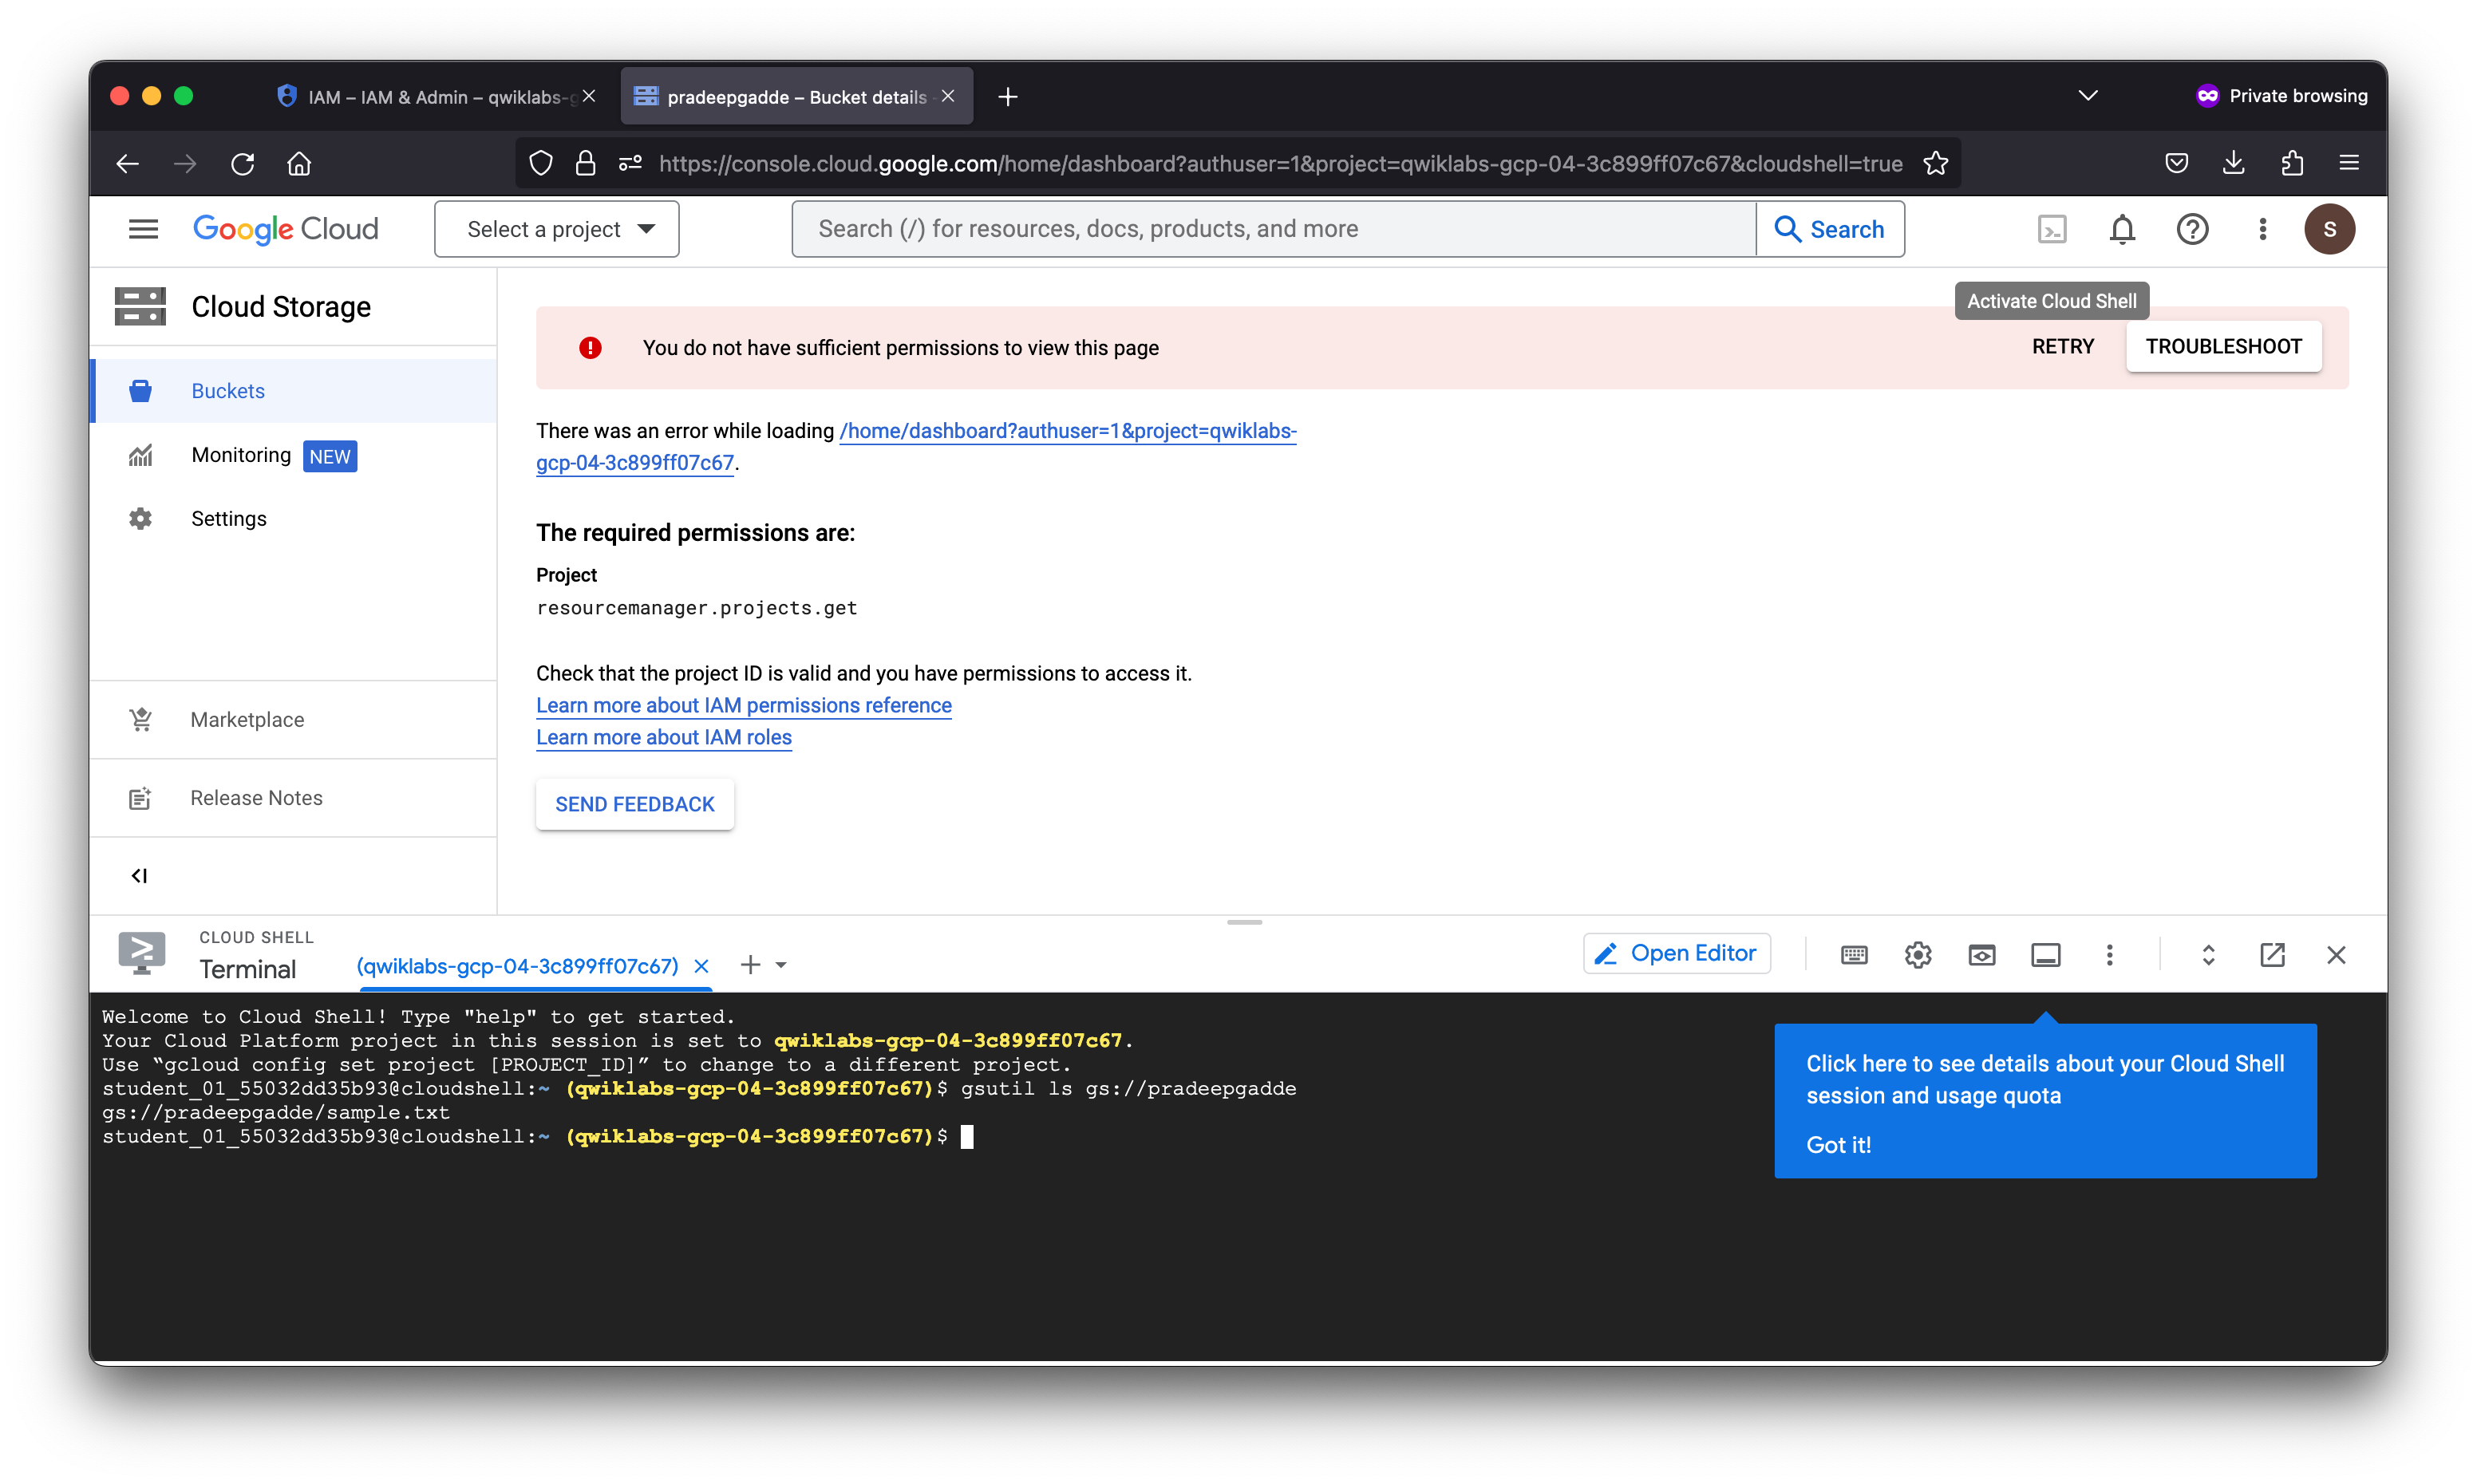 IAM – IAM & Admin – qwiklabs-g
pradeepgadde – Bucket details -
Private browsing
https://console.cloud.google.com/home/dashboard?authuser=1&project=qwiklabs-gcp-04-3c899ff07c67&cloudshell=true
Google Cloud
Select a project
Search (/) for resources, docs, products, and more
Search
S
Cloud Storage
Buckets
Monitoring NEW
Settings
Marketplace
Release Notes
Activate Cloud Shell
You do not have sufficient permissions to view this page
RETRY
TROUBLESHOOT
There was an error while loading /home/dashboard?authuser=1&project=qwiklabs-
gcp-04-3c899ff07c67.
The required permissions are:
Project
resourcemanager.projects.get
Check that the project ID is valid and you have permissions to access it.
Learn more about IAM permissions reference
Learn more about IAM roles
SEND FEEDBACK
CLOUD SHELL
Terminal
(qwiklabs-gcp-04-3c899ff07c67)
Open Editor
Welcome to Cloud Shell! Type "help" to get started.
Your Cloud Platform project in this session is set to qwiklabs-gcp-04-3c899ff07c67.
Use “gcloud config set project [PROJECT_ID]” to change to a different project.
student_01_55032dd35b93@cloudshell:~ (qwiklabs-gcp-04-3c899ff07c67)$ gsutil ls gs://pradeepgadde
gs://pradeepgadde/sample.txt
student_01_55032dd35b93@cloudshell:~ (qwiklabs-gcp-04-3c899ff07c67)$
Click here to see details about your Cloud Shell
session and usage quota
Got it!